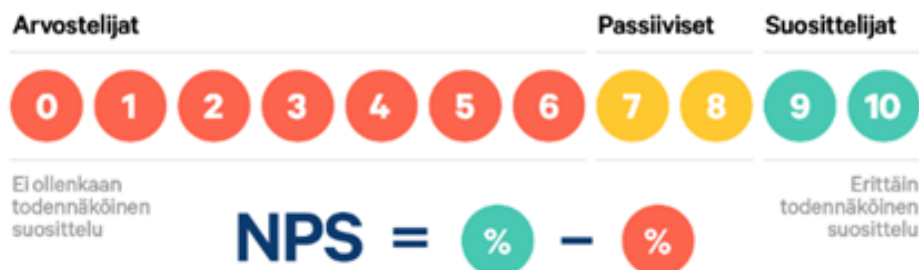 Arvostelijat Passiiviset Suosittelijat
0 1 2 3 4 5 6 7 8 9 10
Ei ollenkaan
todennäköinen
suosittelu
Erittäin
todennäköinen
suosittelu
NPS = % – %